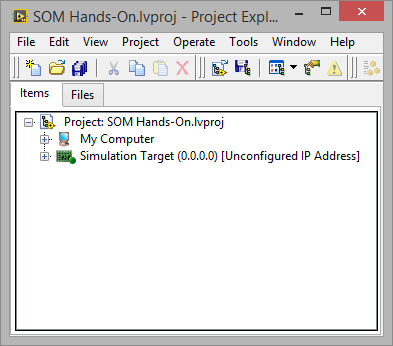 SOM Hands-On.lvproj - Project Expl...
File Edit View Project Operate Tools Window Help
Items Files
Project: SOM Hands-On.lvproj
My Computer
Simulation Target (0.0.0.0) [Unconfigured IP Address]